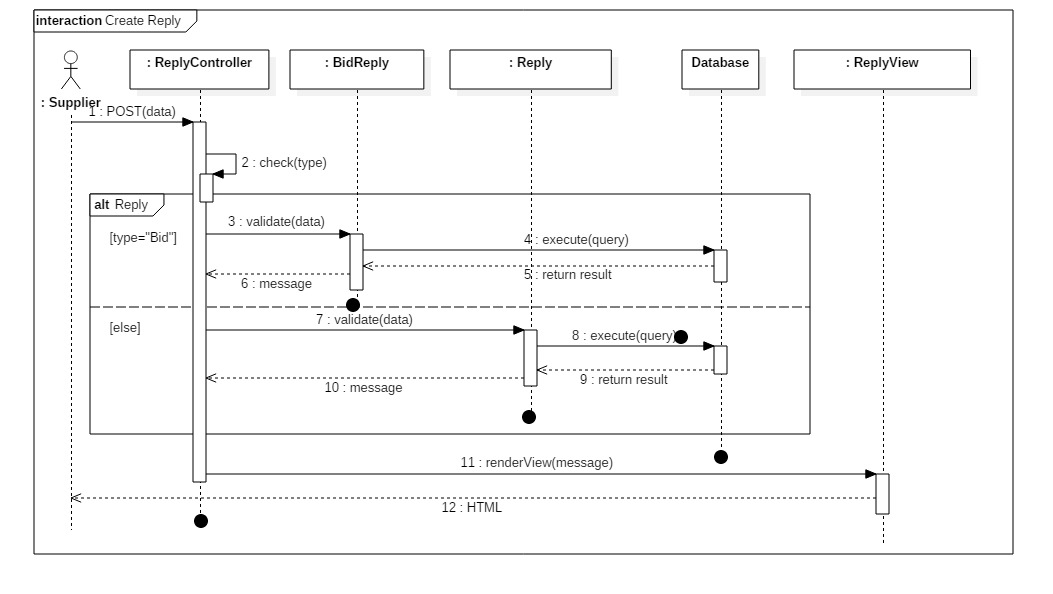 interaction Create Reply
: ReplyController
: BidReply
: Reply
Database
: ReplyView
: Supplier
1 : POST(data)
2 : check(type)
alt Reply
3 : validate(data)
[type="Bid"]
4 : execute(query)
5 : return result
6 : message
7 : validate(data)
[else]
8 : execute(query)
9 : return result
10 : message
11 : renderView(message)
12 : HTML